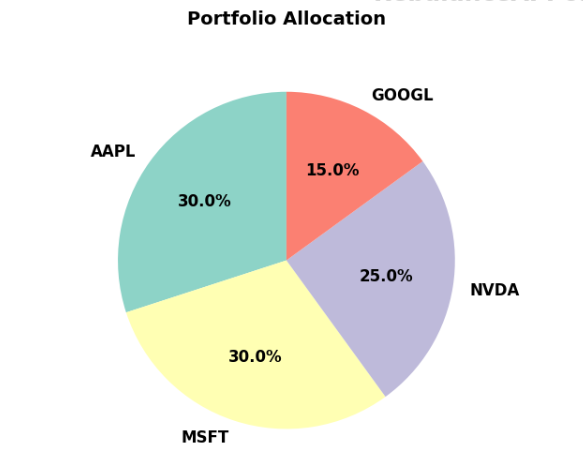 Portfolio Allocation
GOOGL
AAPL
15.0%
30.0%
25.0%
NVDA
30.0%
MSFT